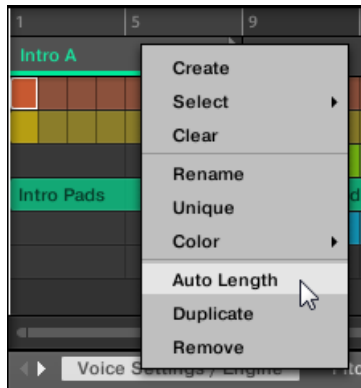 1 5 9
Intro A
Create
Select
Clear
Rename
Intro Pads
Unique
Color
Auto Length
Duplicate
Remove
Voice Settings / Engine